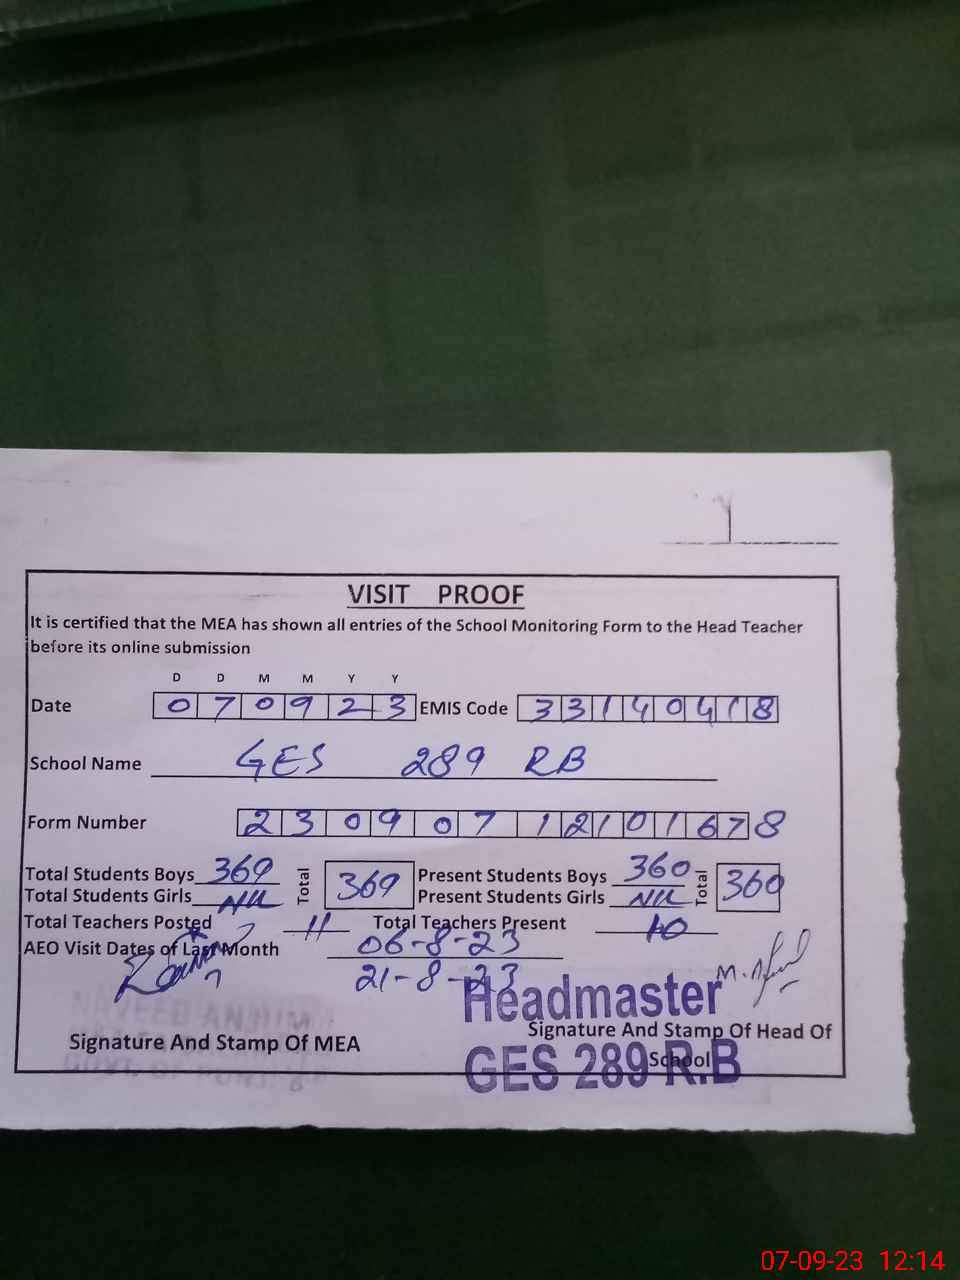 VISIT PROOF
It is certified that the MEA has shown all entries of the School Monitoring Form to the Head Teacher
before its online submission
D D M M Y Y
Date 0 7 0 9 2 3 EMIS Code 3 3 1 4 0 4 1 8
School Name GES 289 RB
Form Number 2 3 0 9 0 7 1 2 1 0 1 6 7 8
Total Students Boys 369 Total 369 Present Students Boys 360 Total 360
Total Students Girls Nil Present Students Girls Nil
Total Teachers Posted 11 Total Teachers Present 10
AEO Visit Dates of Last Month 06-8-23
21-8-23
Headmaster
Signature And Stamp Of MEA Signature And Stamp Of Head Of
School
GES 289 R.B
07-09-23 12:14